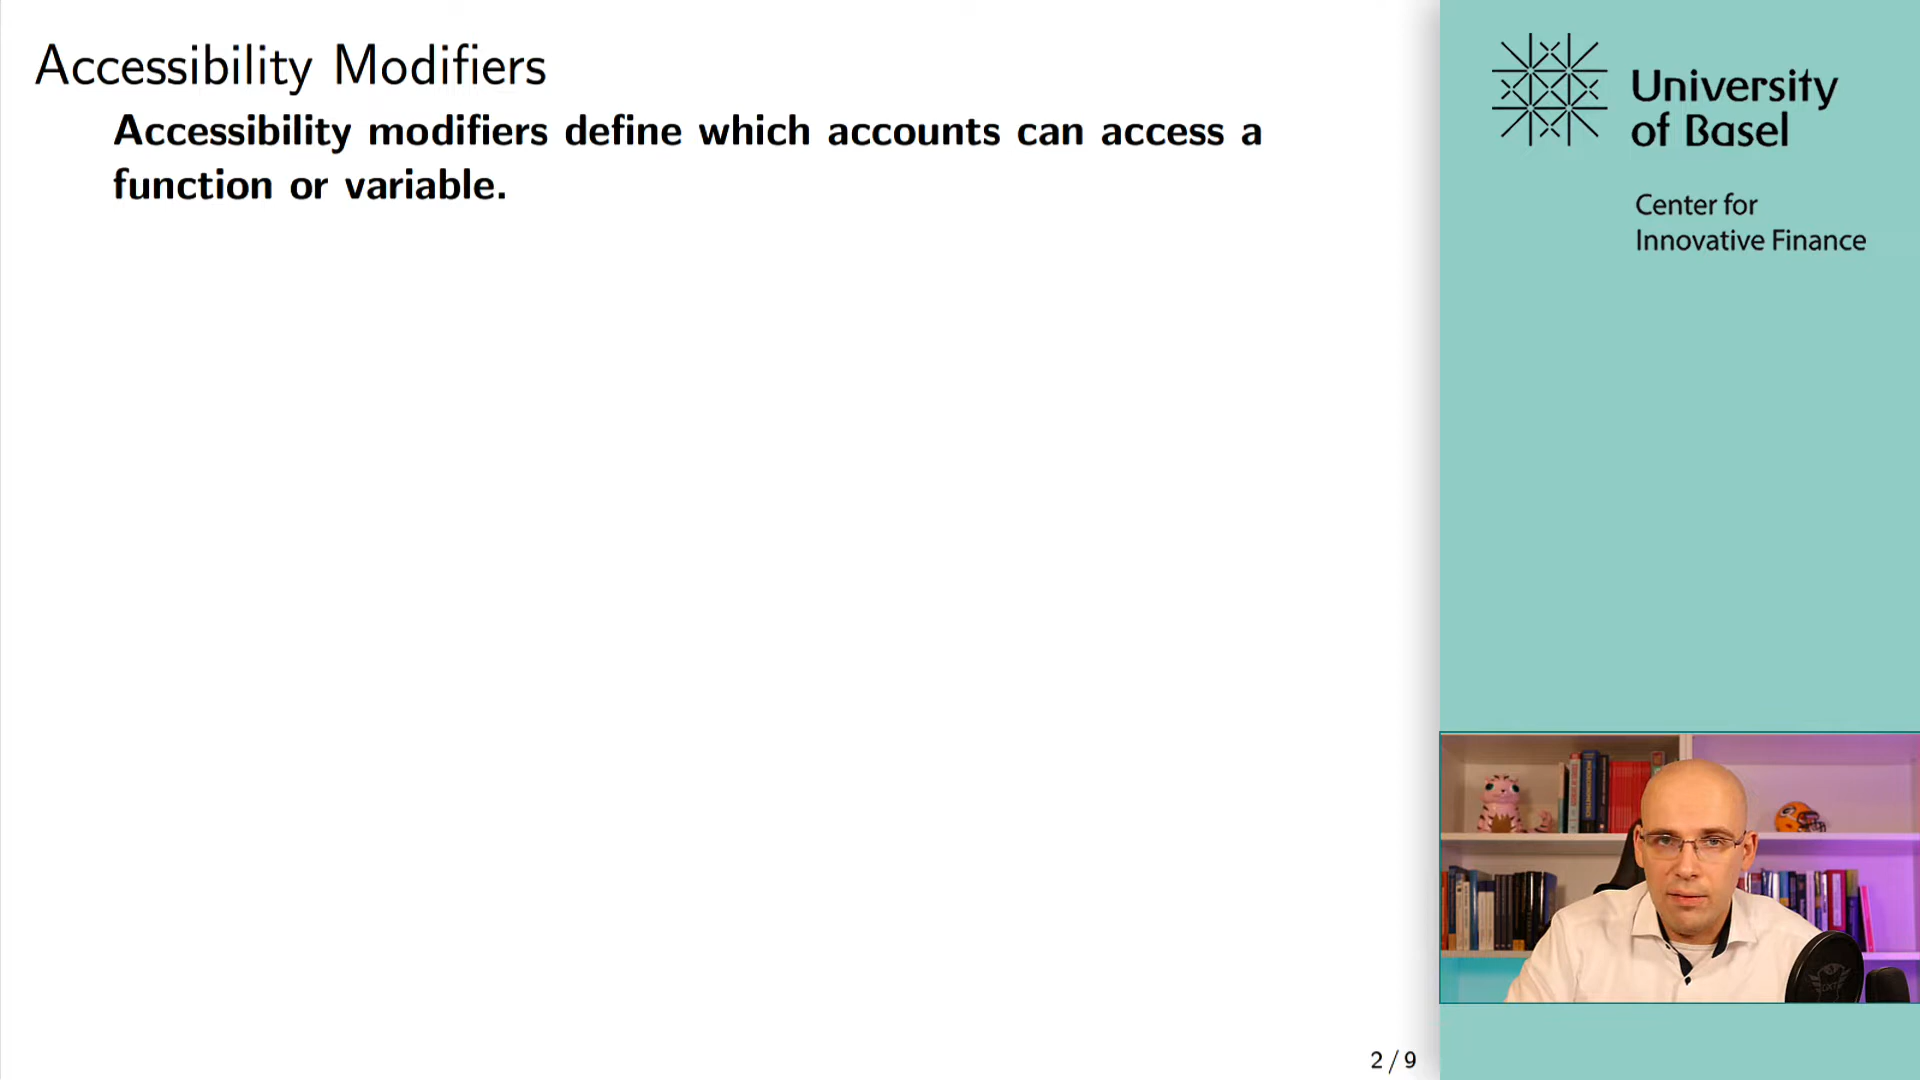 Accessibility Modifiers
Accessibility modifiers define which accounts can access a
function or variable.
University
of Basel
Center for
Innovative Finance
2 / 9